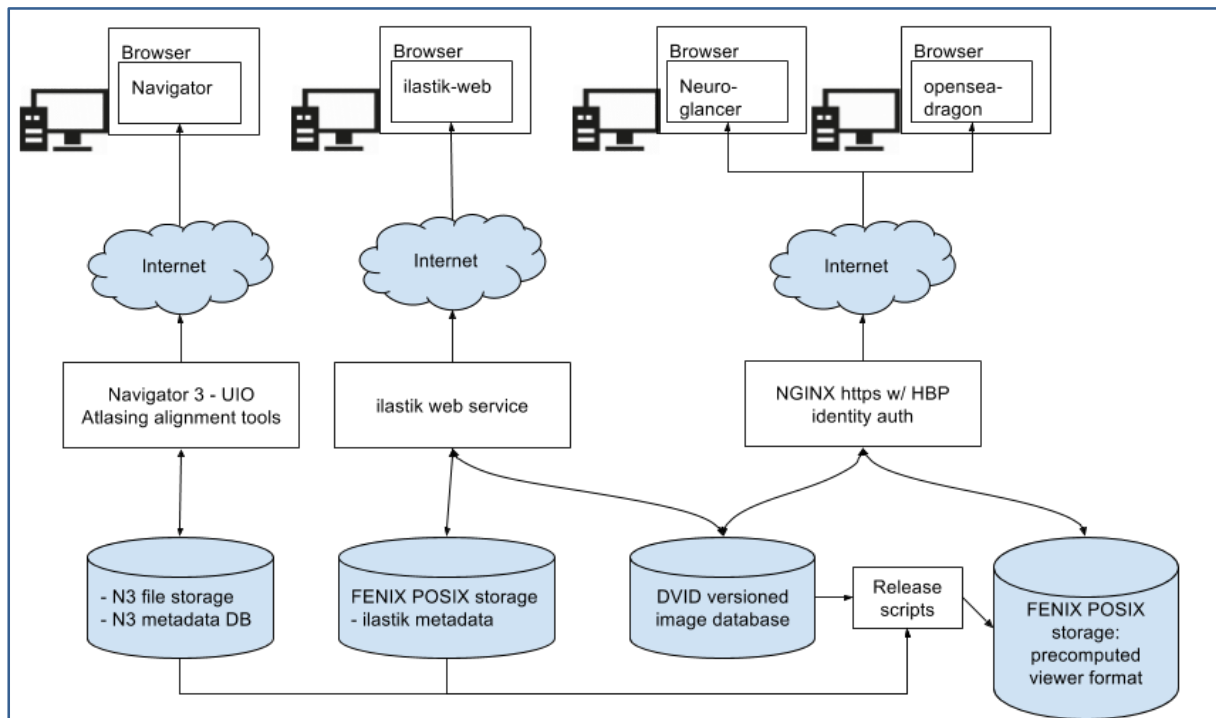 Browser
Navigator
Browser
ilastik-web
Browser
Neuro-
glancer
Browser
opensea-
dragon
Internet
Internet
Internet
Navigator 3 - UIO
Atlasing alignment tools
ilastik web service
NGINX https w/ HBP
identity auth
- N3 file storage
- N3 metadata DB
FENIX POSIX storage
- ilastik metadata
DVID versioned
image database
Release
scripts
FENIX POSIX
storage:
precomputed
viewer format